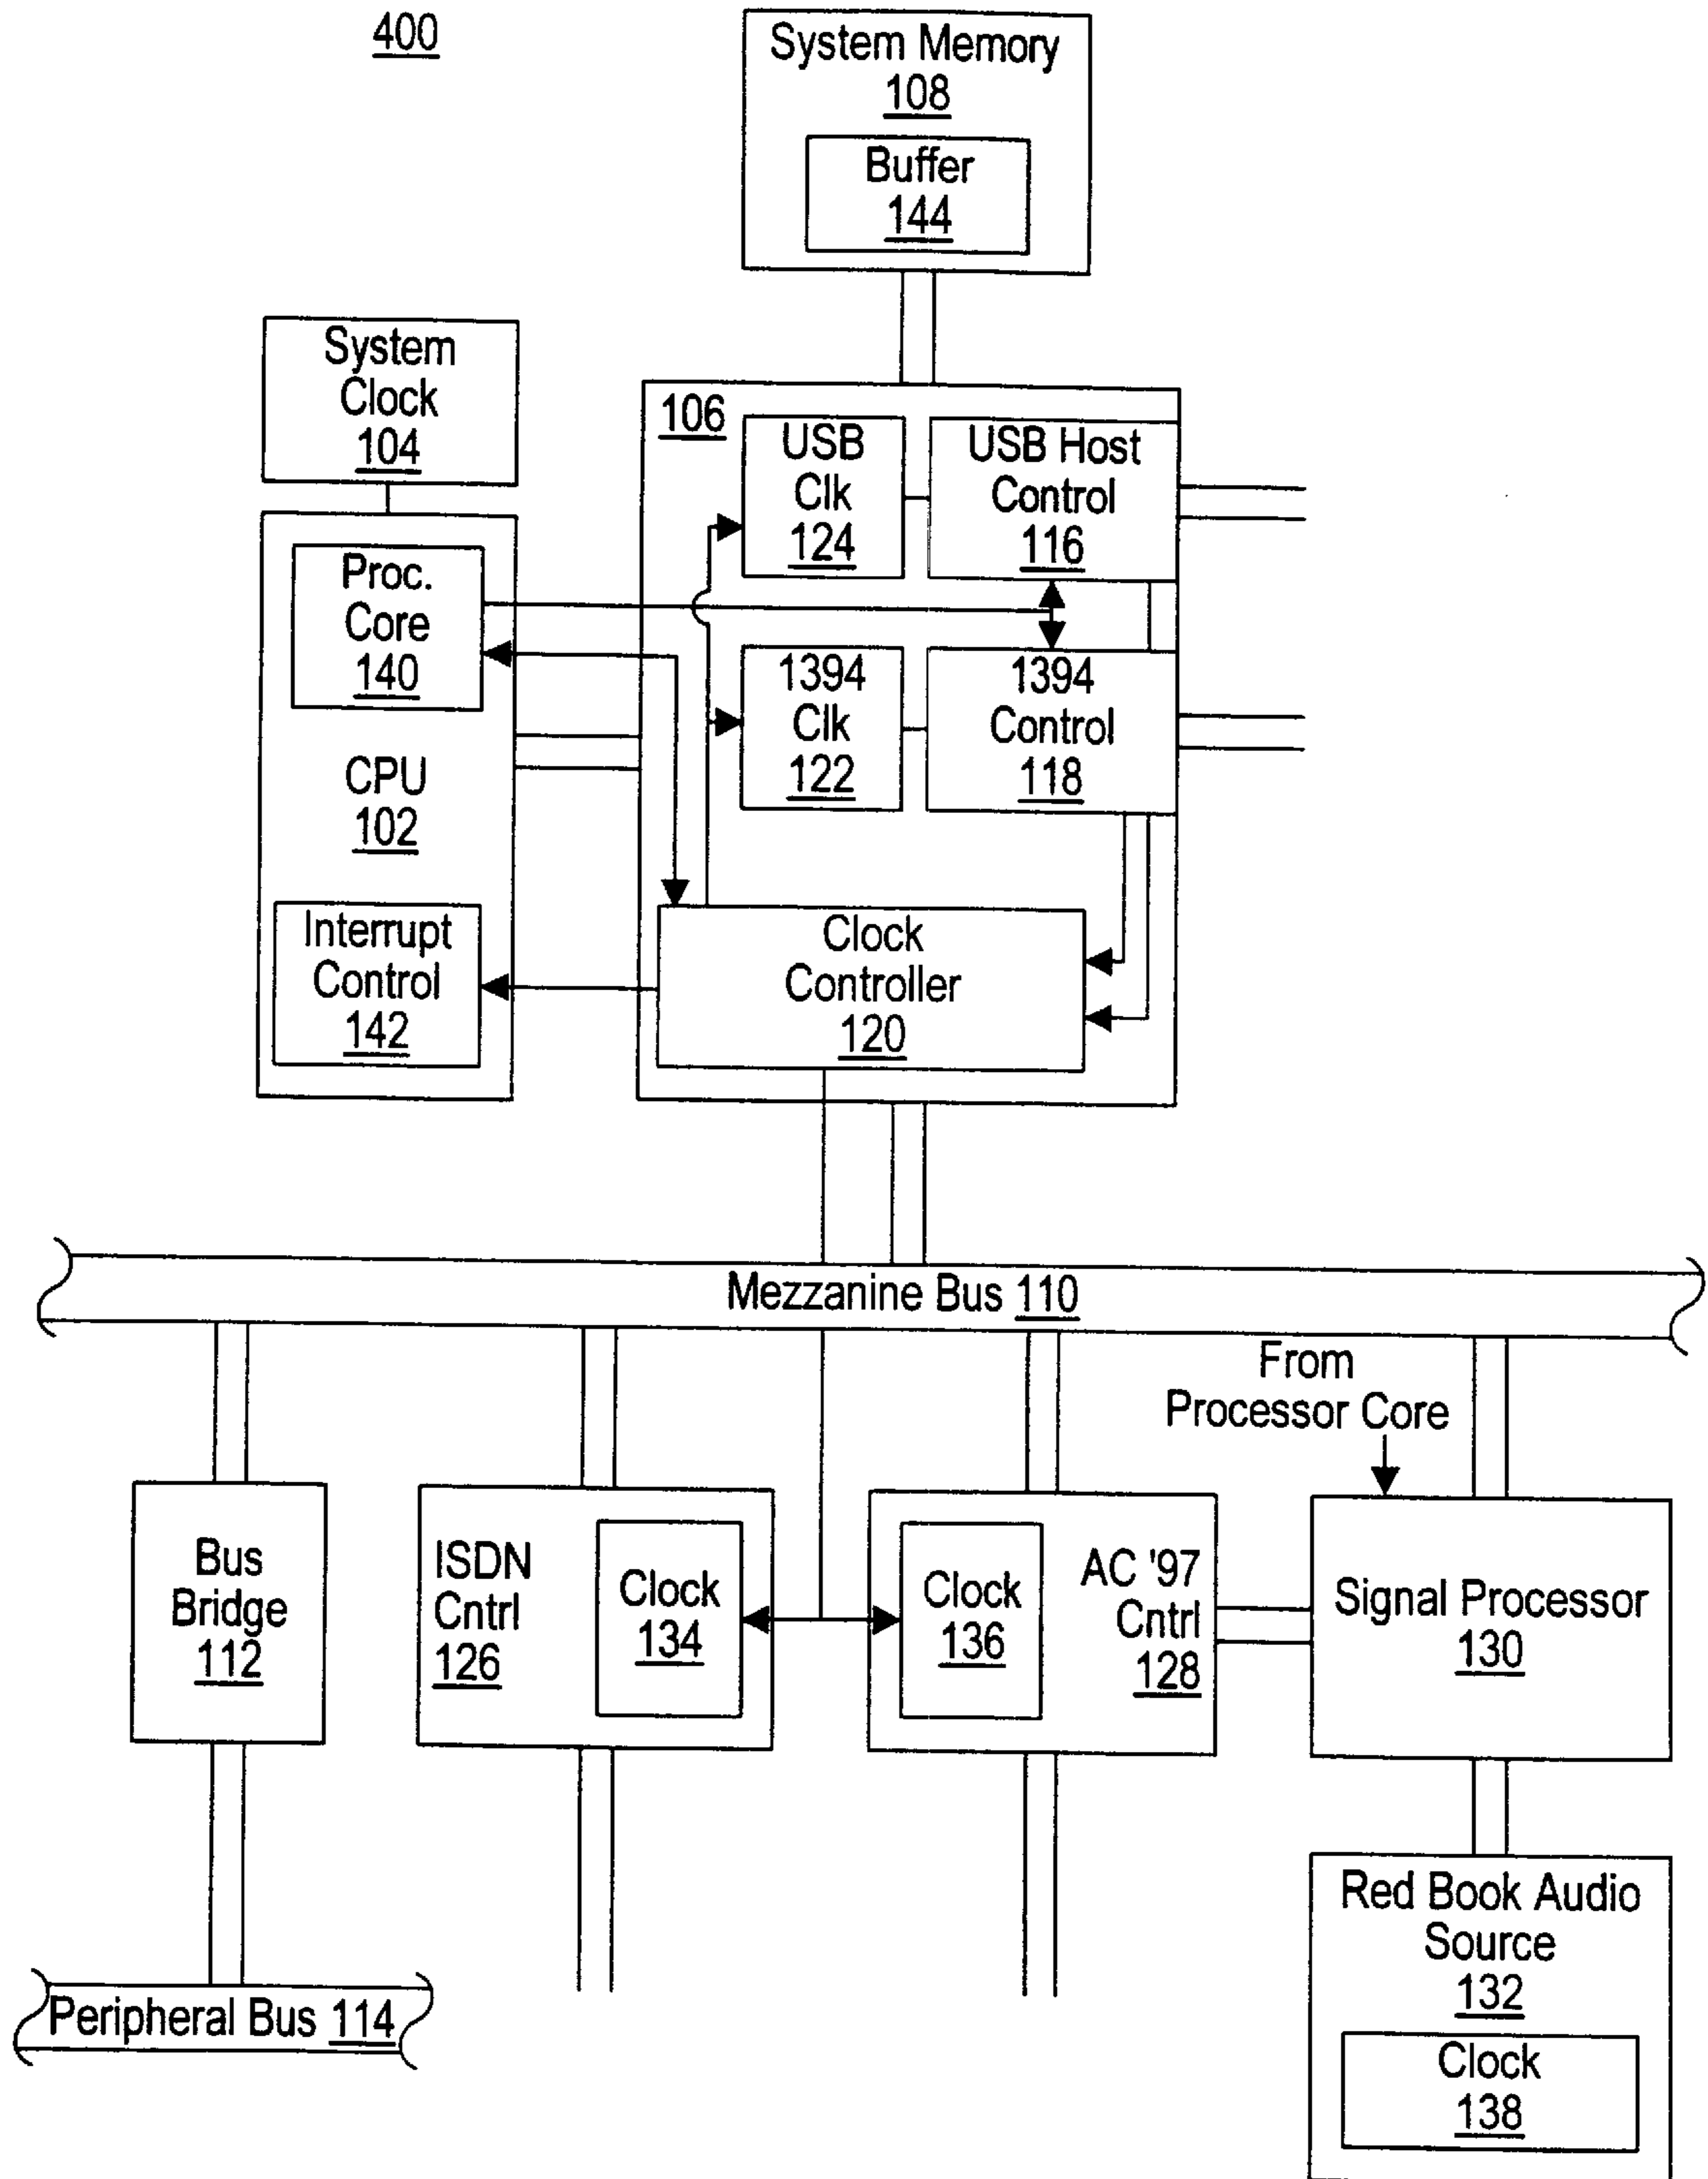 400
System Memory
108
Buffer
144
System
Clock
104
106
USB
Clk
124
USB Host
Control
116
Proc.
Core
140
1394
Clk
122
1394
Control
118
CPU
102
Interrupt
Control
142
Clock
Controller
120
Mezzanine Bus 110
From
Processor Core
Bus
Bridge
112
ISDN
Cntrl
126
Clock
134
Clock
136
AC '97
Cntrl
128
Signal Processor
130
Red Book Audio
Source
132
Clock
138
Peripheral Bus 114